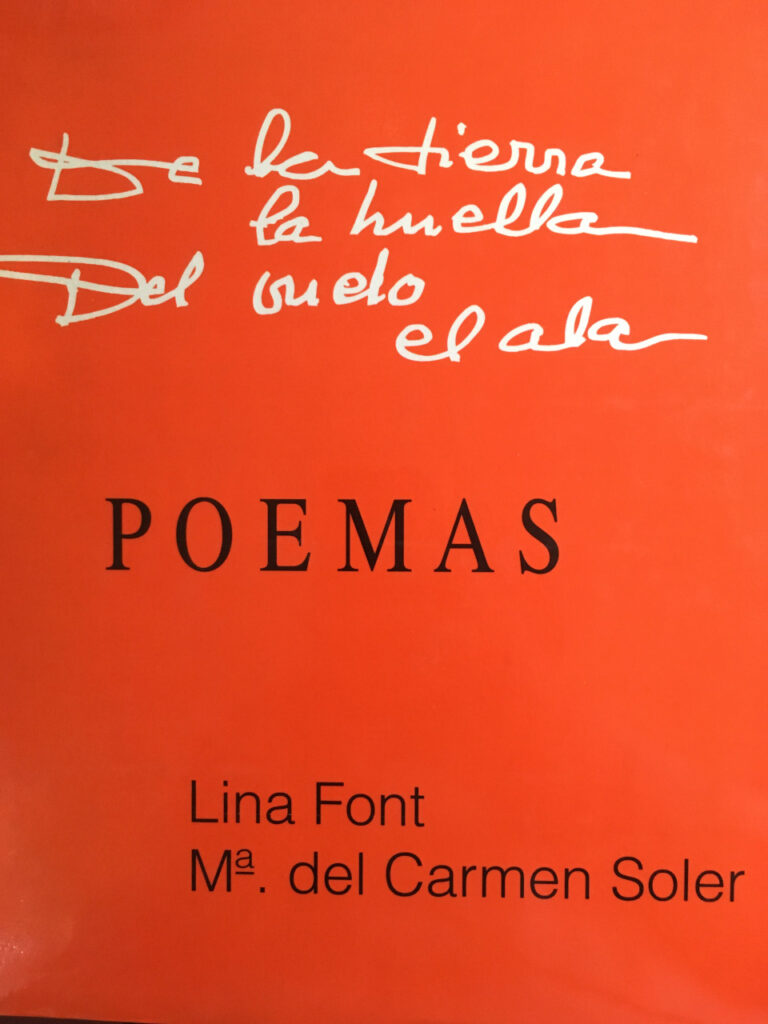 De la tierra
la huella
Del vuelo
el ala
POEMAS
Lina Font
Mª. del Carmen Soler